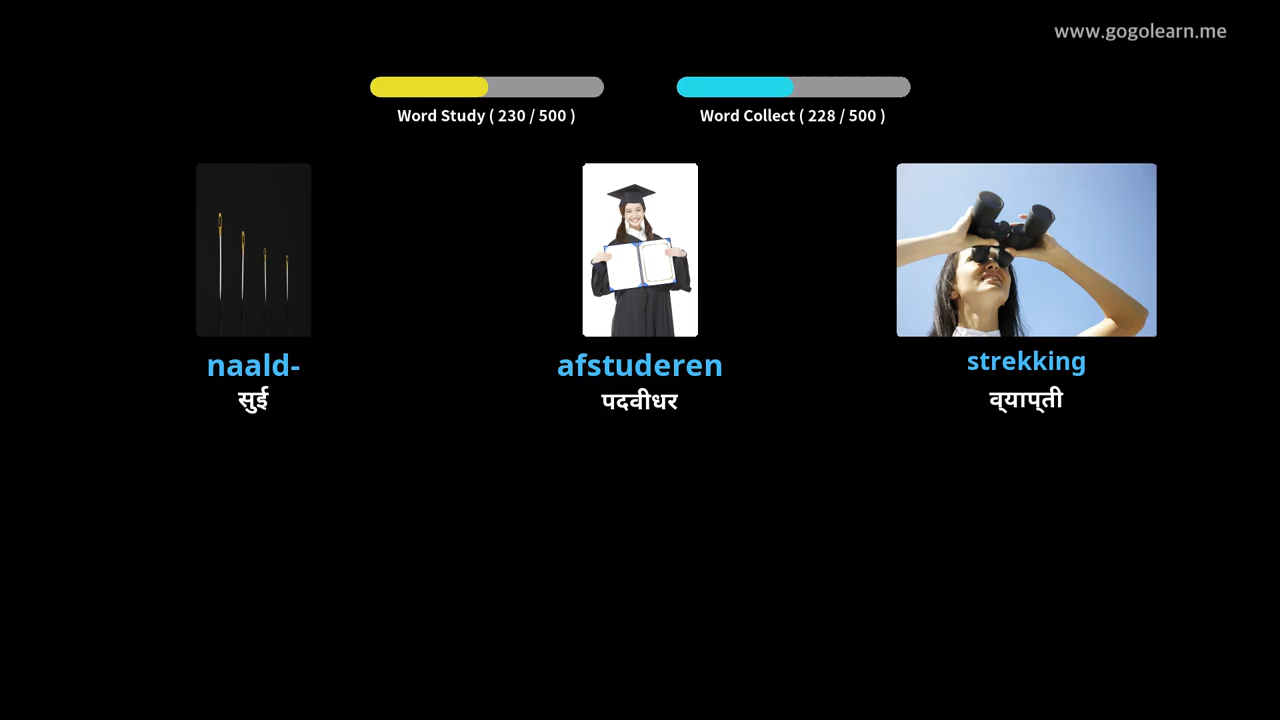 www.gogolearn.me
Word Study ( 230 / 500 )
Word Collect ( 228 / 500 )
naald-
afstuderen
strekking
सुई
पदवीधर
व्याप्ती